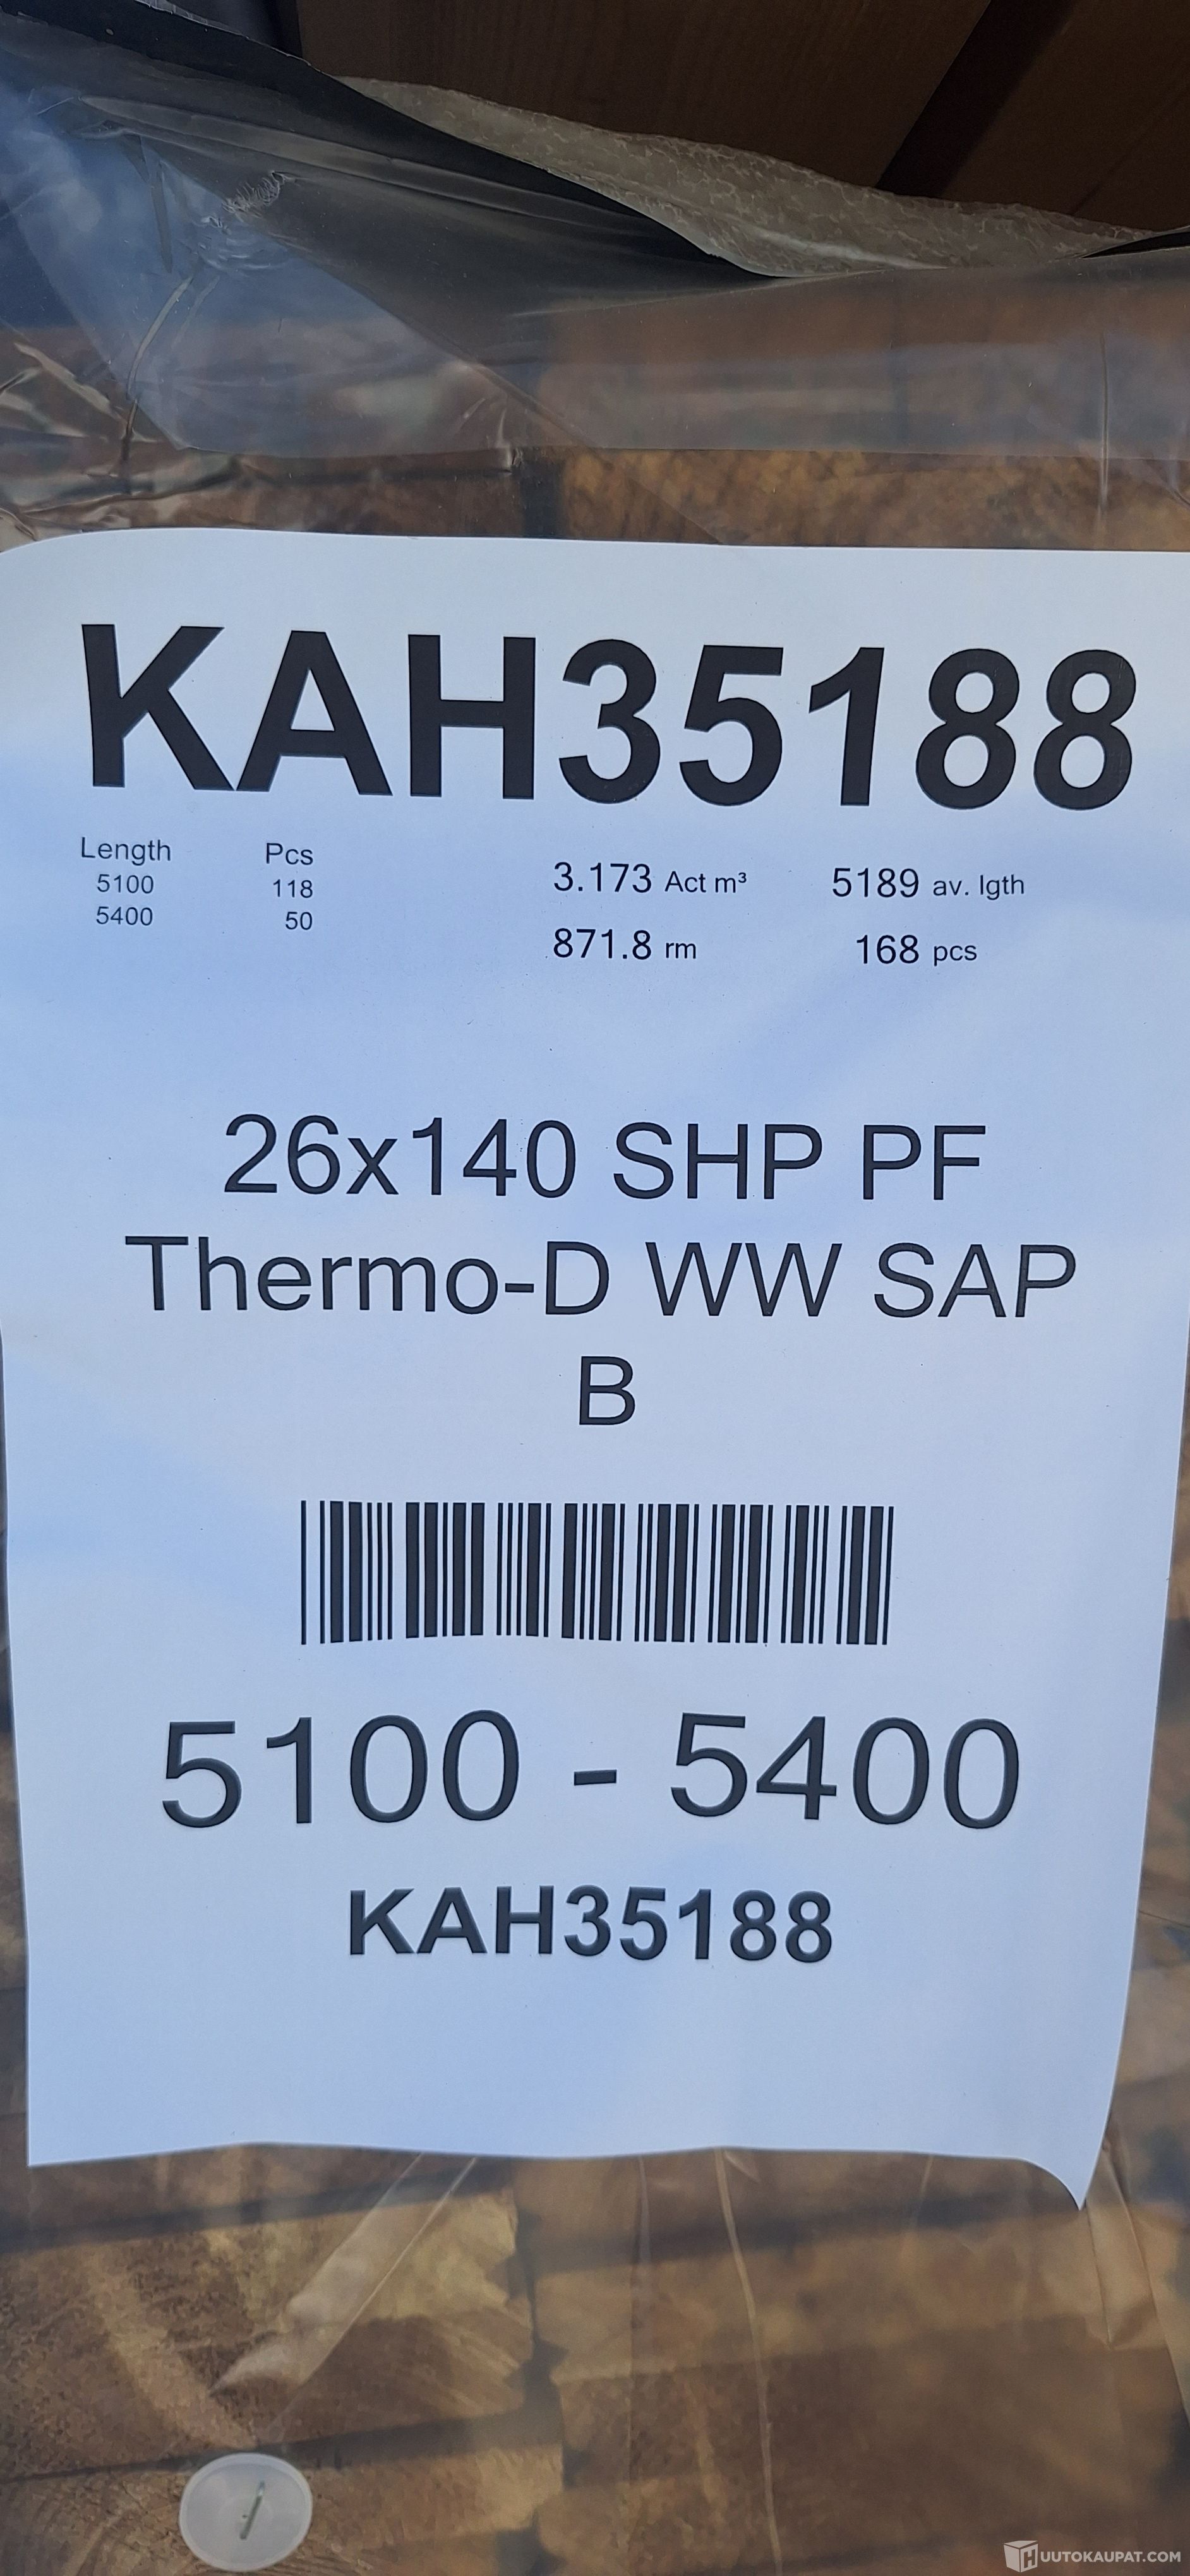 KAH35188
Length Pcs
5100 118
5400 50
3.173 Act m³ 5189 av. lgth
871.8 rm 168 pcs
26x140 SHP PF
Thermo-D WW SAP
B
5100 - 5400
KAH35188
HUUTOKAUPAT.COM